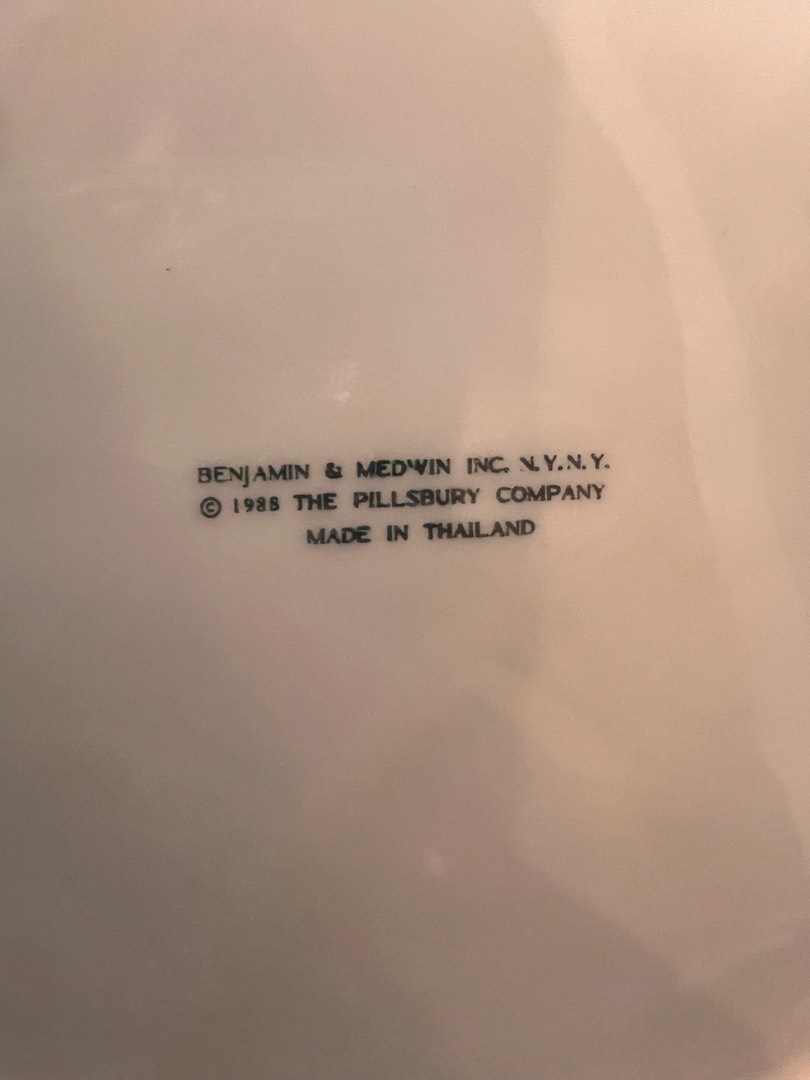 BENJAMIN & MEDWIN INC. N.Y.N.Y.
© 1988 THE PILLSBURY COMPANY
MADE IN THAILAND